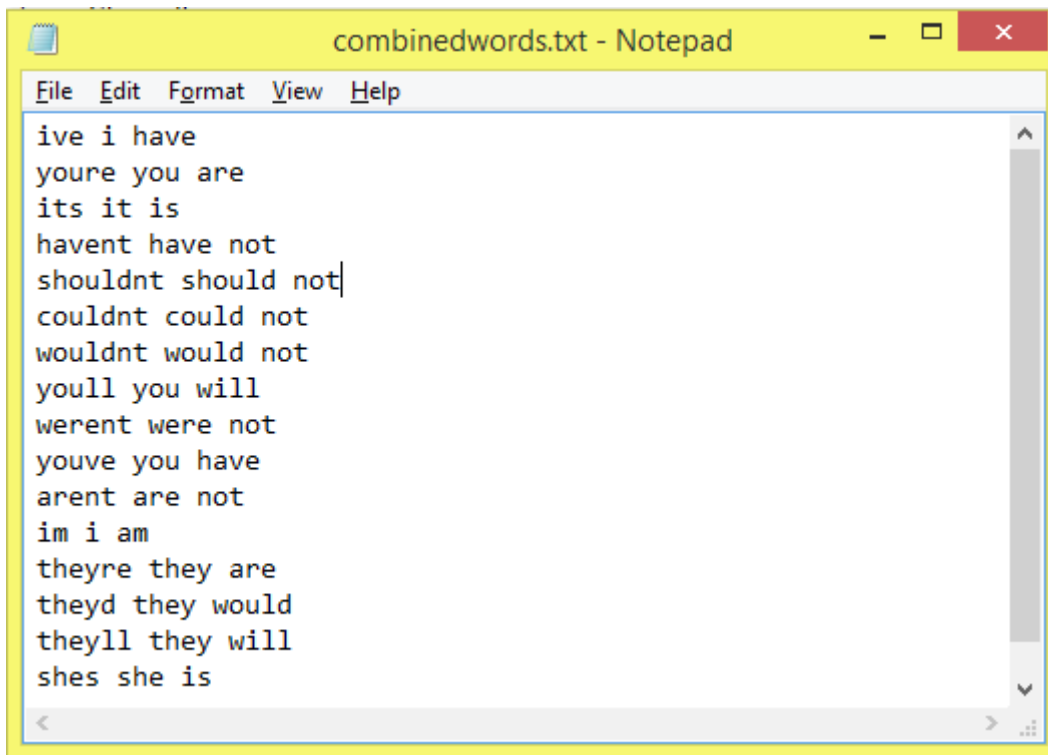 combinedwords.txt - Notepad
File Edit Format View Help
ive i have
youre you are
its it is
havent have not
shouldnt should not
couldnt could not
wouldnt would not
youll you will
werent were not
youve you have
arent are not
im i am
theyre they are
theyd they would
theyll they will
shes she is